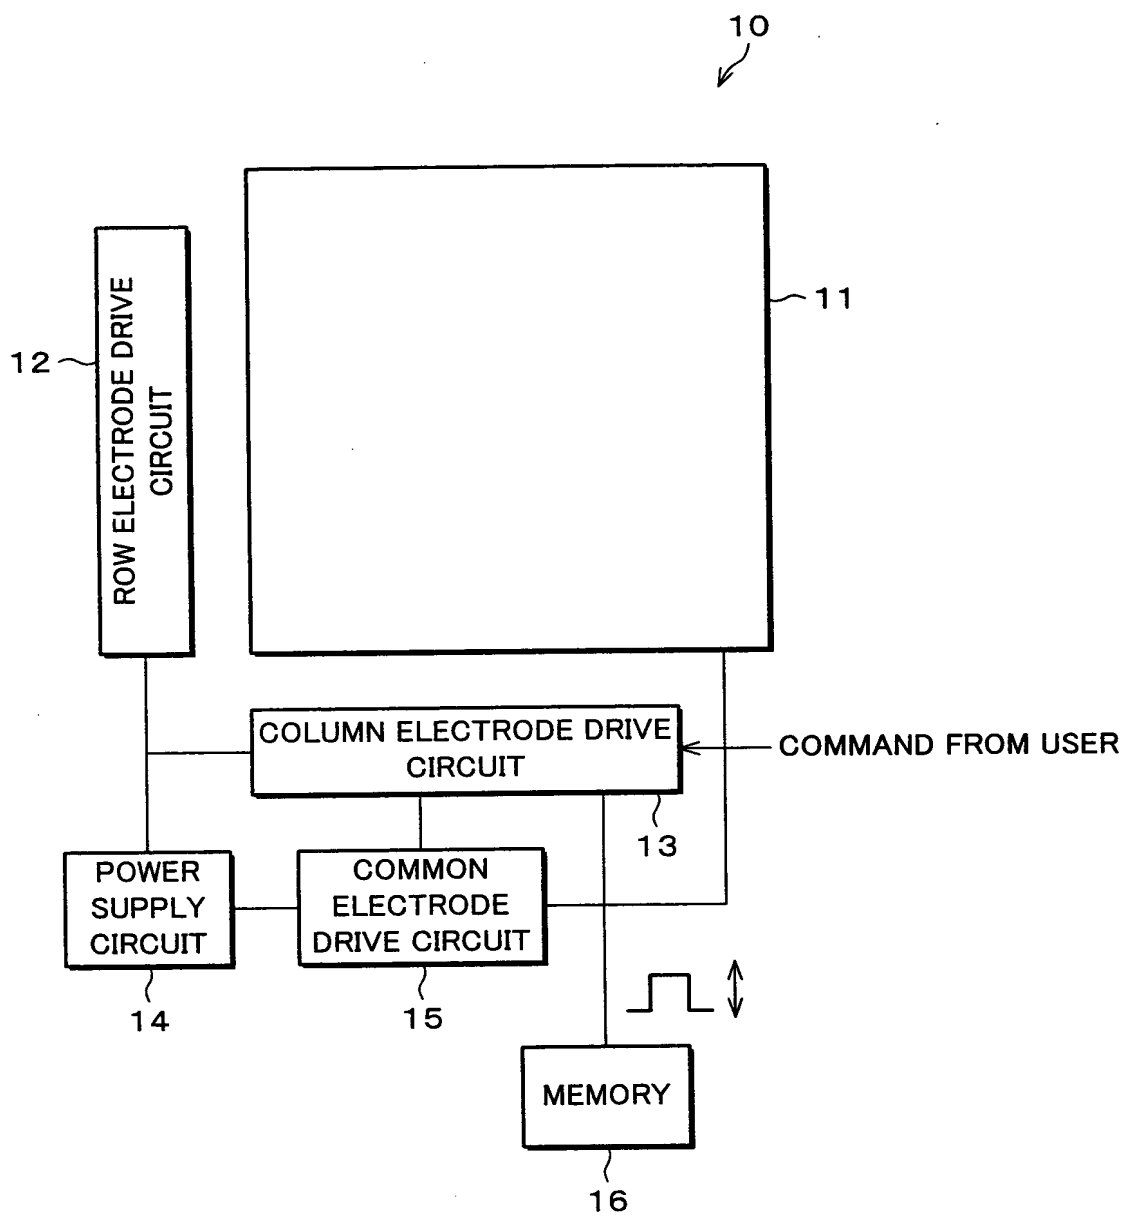 10
11
12
ROW ELECTRODE DRIVE
CIRCUIT
COLUMN ELECTRODE DRIVE
CIRCUIT
COMMAND FROM USER
13
POWER
SUPPLY
CIRCUIT
COMMON
ELECTRODE
DRIVE CIRCUIT
14
15
MEMORY
16